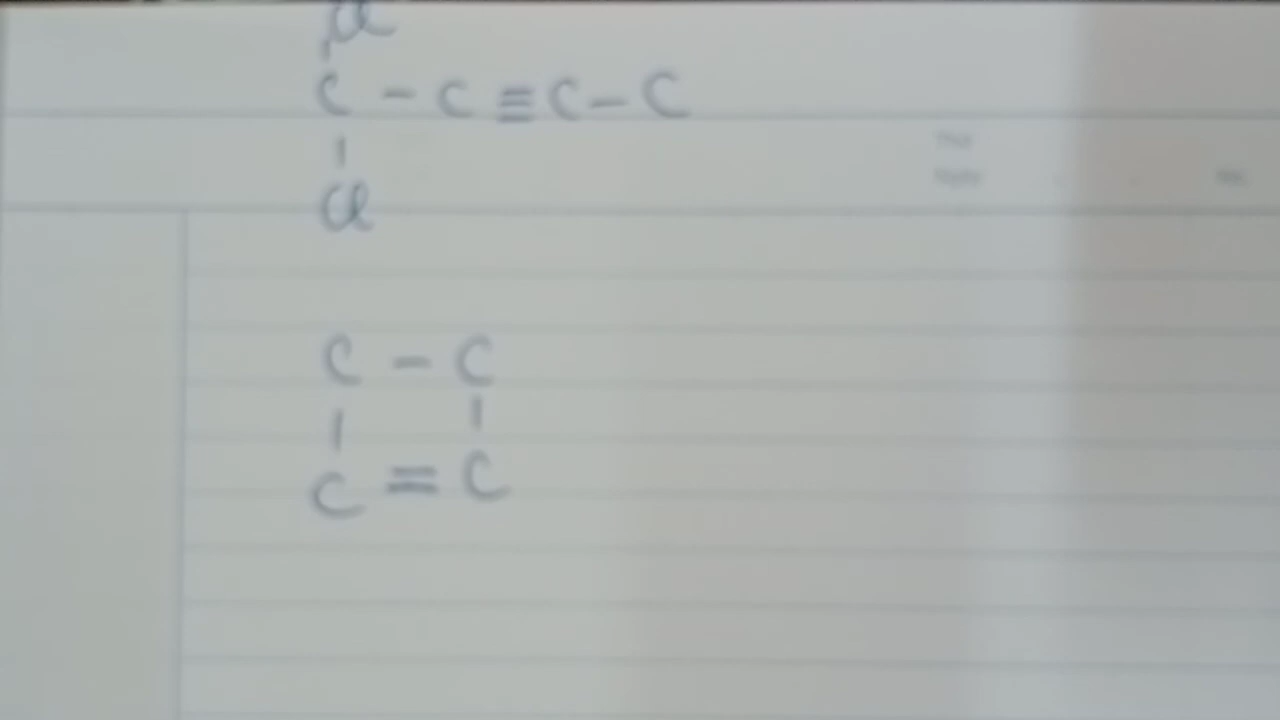 Cl
|
C - C ≡ C - C
|
Cl
C - C
| |
C = C